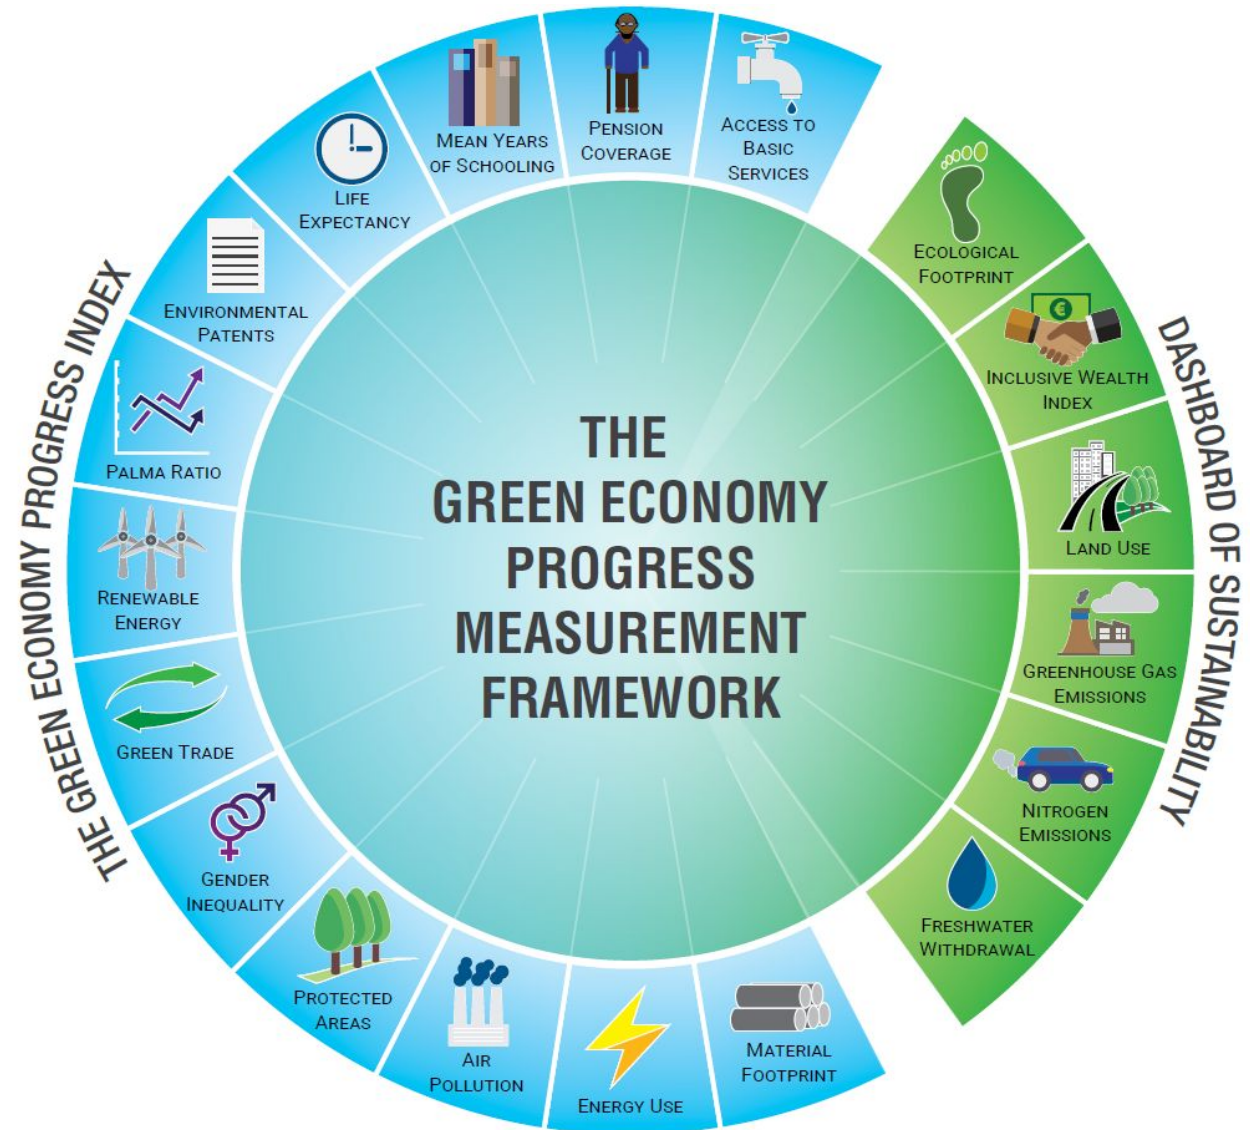 THE GREEN ECONOMY PROGRESS INDEX
MEAN YEARS
OF SCHOOLING
PENSION
COVERAGE
ACCESS TO
BASIC
SERVICES
LIFE
EXPECTANCY
ENVIRONMENTAL
PATENTS
PALMA RATIO
RENEWABLE
ENERGY
GREEN TRADE
GENDER
INEQUALITY
PROTECTED
AREAS
AIR
POLLUTION
ENERGY USE
MATERIAL
FOOTPRINT
THE
GREEN ECONOMY
PROGRESS
MEASUREMENT
FRAMEWORK
DASHBOARD OF SUSTAINABILITY
ECOLOGICAL
FOOTPRINT
€
INCLUSIVE WEALTH
INDEX
LAND USE
GREENHOUSE GAS
EMISSIONS
NITROGEN
EMISSIONS
FRESHWATER
WITHDRAWAL